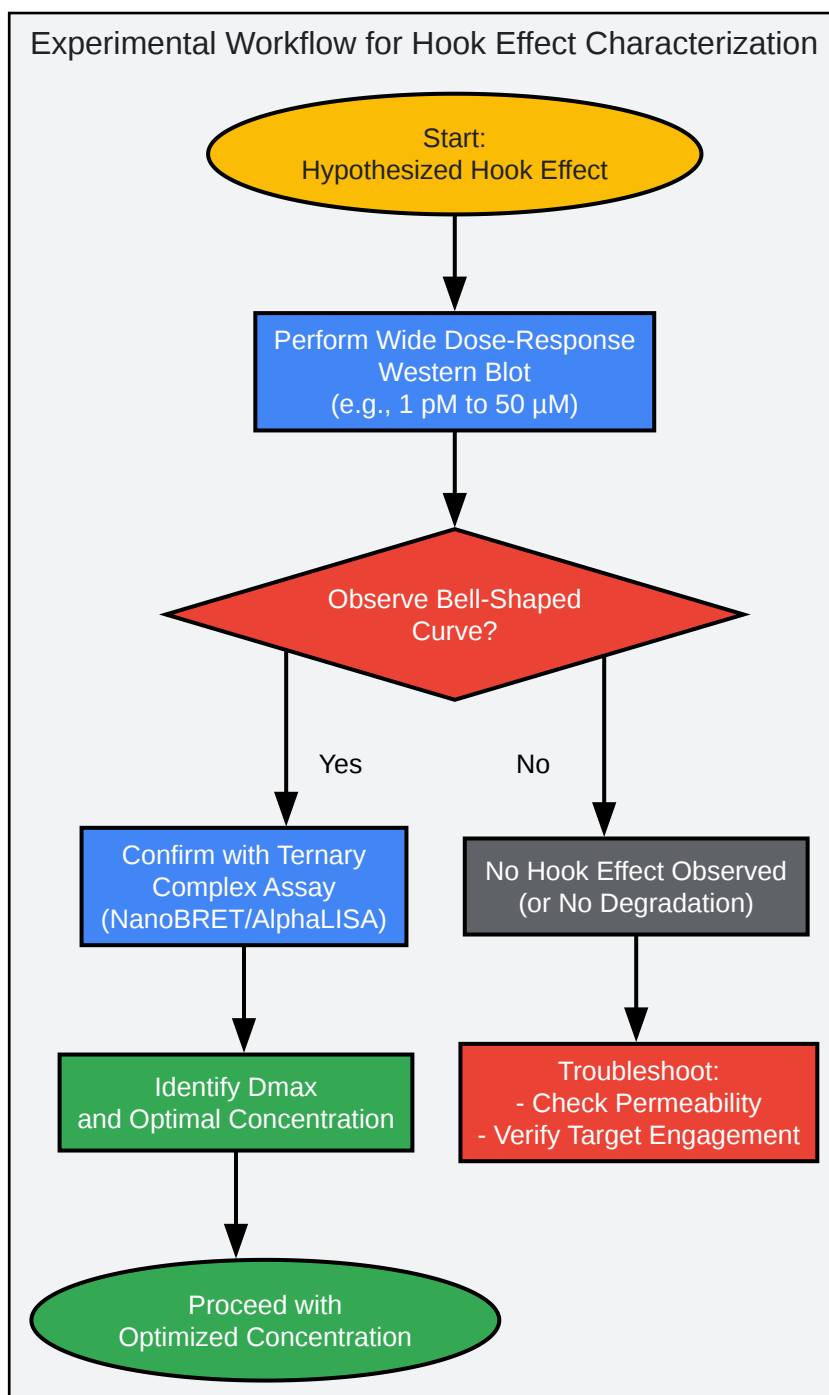 Experimental Workflow for Hook Effect Characterization
Start:
Hypothesized Hook Effect
Perform Wide Dose-Response
Western Blot
(e.g., 1 pM to 50 µM)
Observe Bell-Shaped
Curve?
Yes
No
Confirm with Ternary
Complex Assay
(NanoBRET/AlphaLISA)
No Hook Effect Observed
(or No Degradation)
Identify Dmax
and Optimal Concentration
Troubleshoot:
- Check Permeability
- Verify Target Engagement
Proceed with
Optimized Concentration